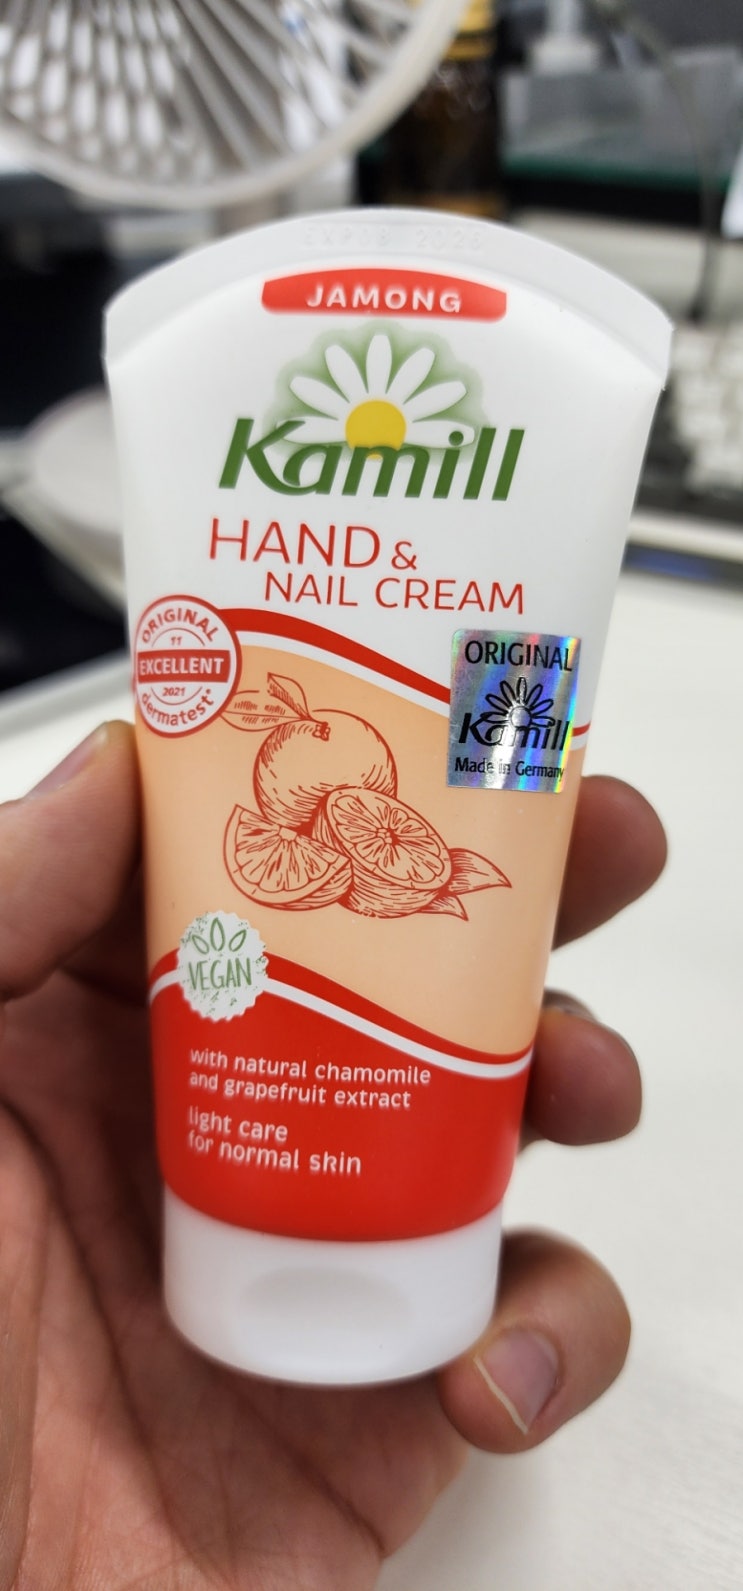 JAMONG
Kamill
HAND &
NAIL CREAM
ORIGINAL
11
EXCELLENT
2021
dermatest®
ORIGINAL
Kamill
Made in Germany
VEGAN
with natural chamomile
and grapefruit extract
light care
for normal skin